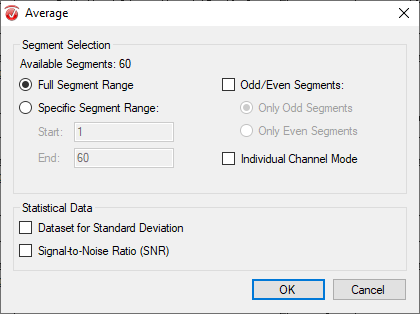 Average
Segment Selection
Available Segments: 60
Full Segment Range
Specific Segment Range:
Start: 1
End: 60
Odd/Even Segments:
Only Odd Segments
Only Even Segments
Individual Channel Mode
Statistical Data
Dataset for Standard Deviation
Signal-to-Noise Ratio (SNR)
OK
Cancel